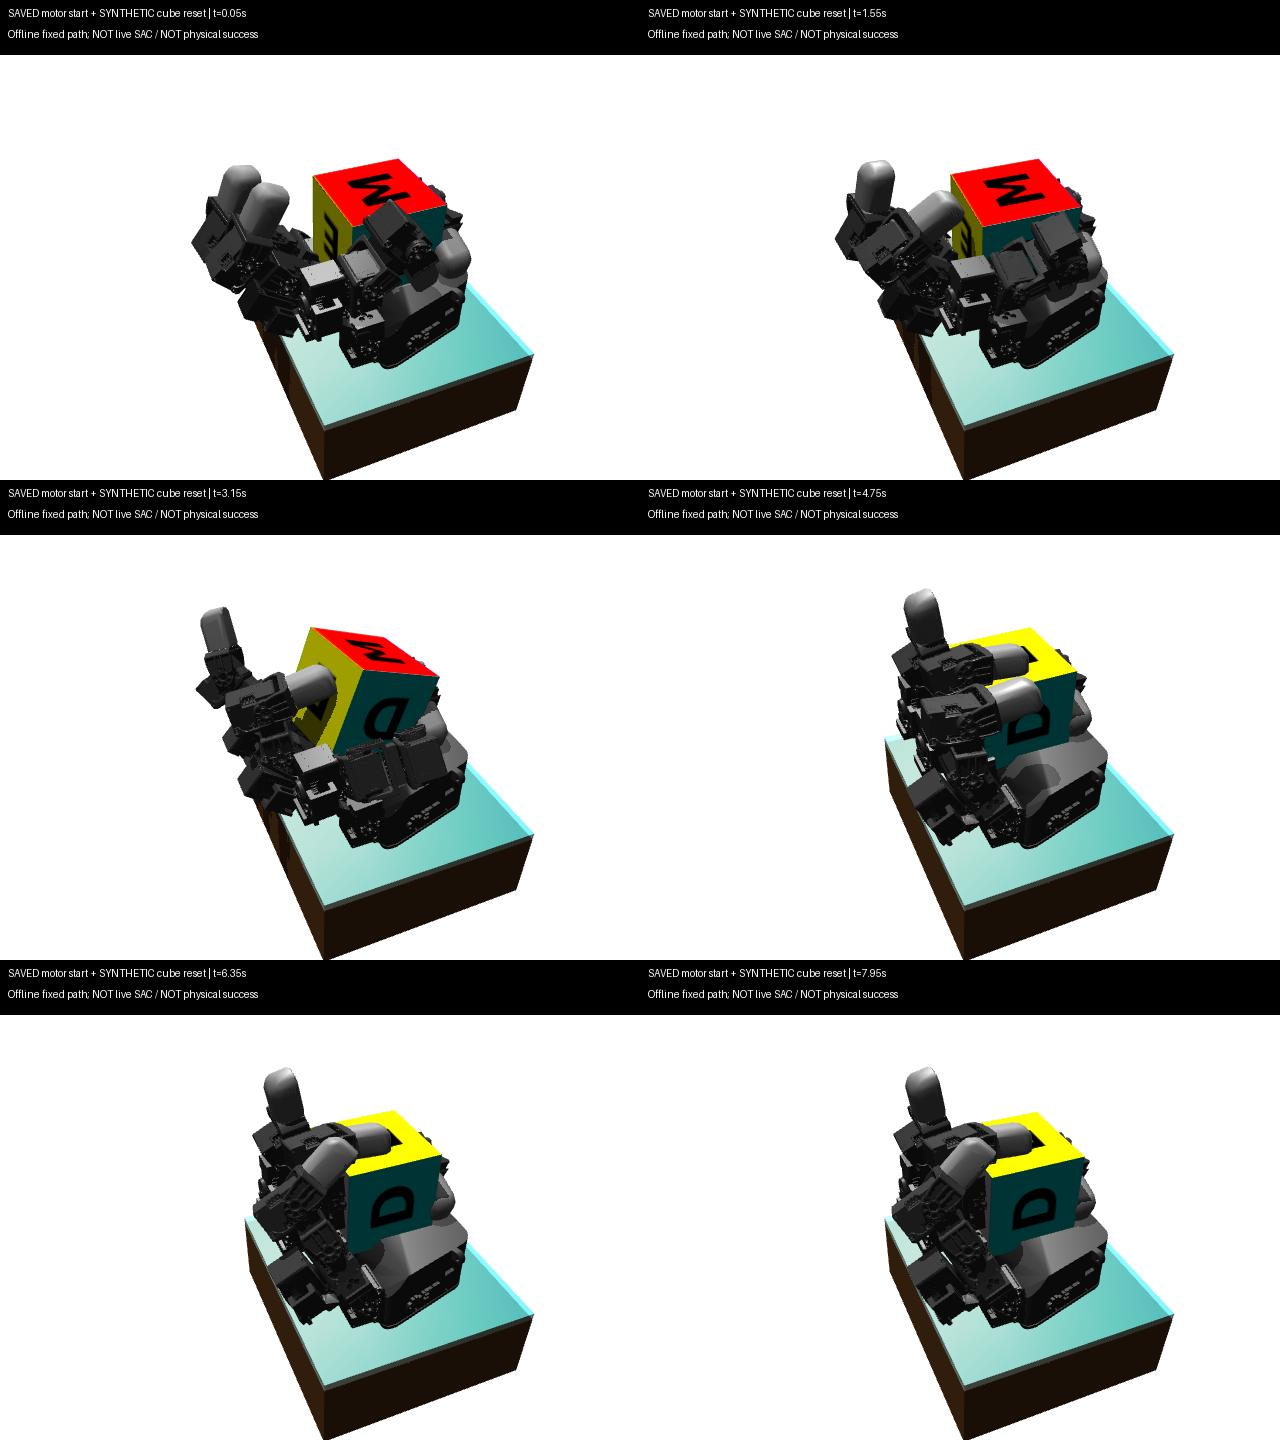 SAVED motor start + SYNTHETIC cube reset | t=0.05s
Offline fixed path; NOT live SAC / NOT physical success
M
E
SAVED motor start + SYNTHETIC cube reset | t=1.55s
Offline fixed path; NOT live SAC / NOT physical success
M
E
SAVED motor start + SYNTHETIC cube reset | t=3.15s
Offline fixed path; NOT live SAC / NOT physical success
M
D
SAVED motor start + SYNTHETIC cube reset | t=4.75s
Offline fixed path; NOT live SAC / NOT physical success
D
SAVED motor start + SYNTHETIC cube reset | t=6.35s
Offline fixed path; NOT live SAC / NOT physical success
D
SAVED motor start + SYNTHETIC cube reset | t=7.95s
Offline fixed path; NOT live SAC / NOT physical success
D